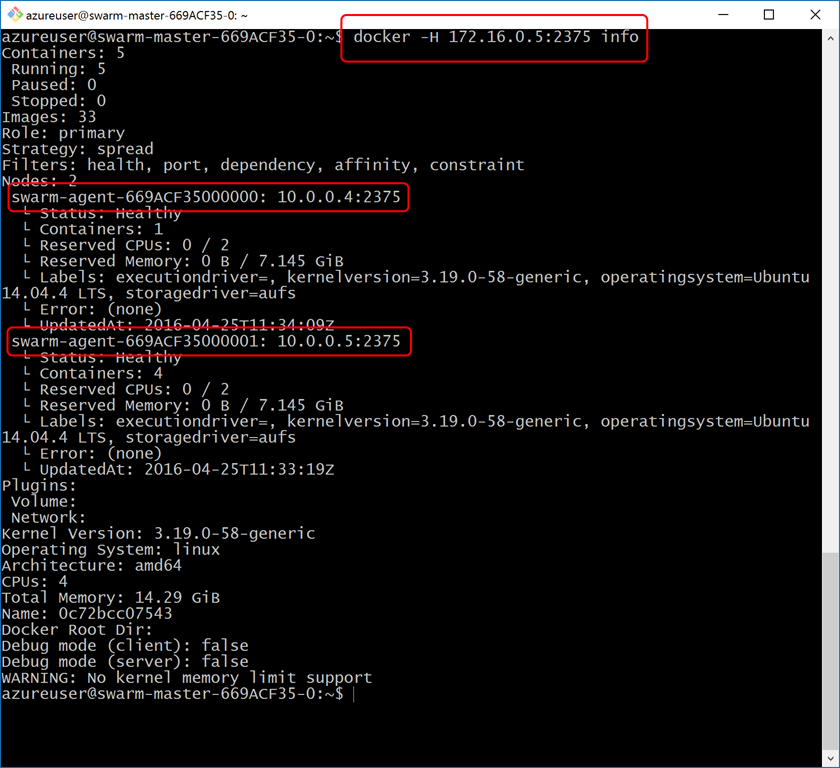 azureuser@swarm-master-669ACF35-0: ~
azureuser@swarm-master-669ACF35-0:~$ docker -H 172.16.0.5:2375 info
Containers: 5
Running: 5
Paused: 0
Stopped: 0
Images: 33
Role: primary
Strategy: spread
Filters: health, port, dependency, affinity, constraint
Nodes: 2
swarm-agent-669ACF35000000: 10.0.0.4:2375
└ Status: Healthy
└ Containers: 1
└ Reserved CPUs: 0 / 2
└ Reserved Memory: 0 B / 7.145 GiB
└ Labels: executiondriver=, kernelversion=3.19.0-58-generic, operatingsystem=Ubuntu
14.04.4 LTS, storagedriver=aufs
└ Error: (none)
└ UpdatedAt: 2016-04-25T11:34:09Z
swarm-agent-669ACF35000001: 10.0.0.5:2375
└ Status: Healthy
└ Containers: 4
└ Reserved CPUs: 0 / 2
└ Reserved Memory: 0 B / 7.145 GiB
└ Labels: executiondriver=, kernelversion=3.19.0-58-generic, operatingsystem=Ubuntu
14.04.4 LTS, storagedriver=aufs
└ Error: (none)
└ UpdatedAt: 2016-04-25T11:33:19Z
Plugins:
Volume:
Network:
Kernel Version: 3.19.0-58-generic
Operating System: linux
Architecture: amd64
CPUs: 4
Total Memory: 14.29 GiB
Name: 0c72bcc07543
Docker Root Dir:
Debug mode (client): false
Debug mode (server): false
WARNING: No kernel memory limit support
azureuser@swarm-master-669ACF35-0:~$